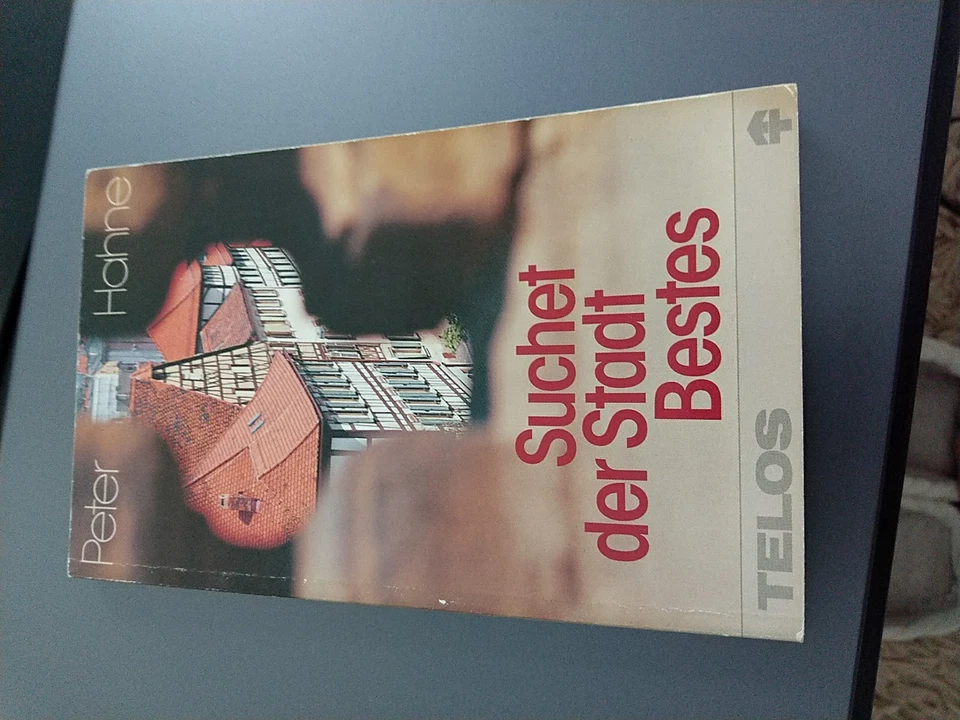 Peter Hahne
Suchet
der Stadt
Bestes
TELOS